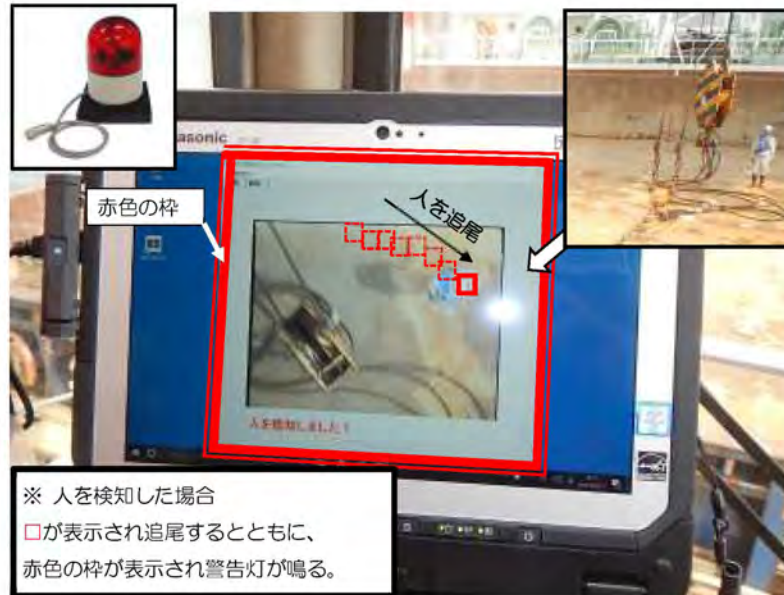 asonic
赤色の枠
人を追尾
人を検知しました！
※ 人を検知した場合
□が表示され追尾するとともに、
赤色の枠が表示され警告灯が鳴る。